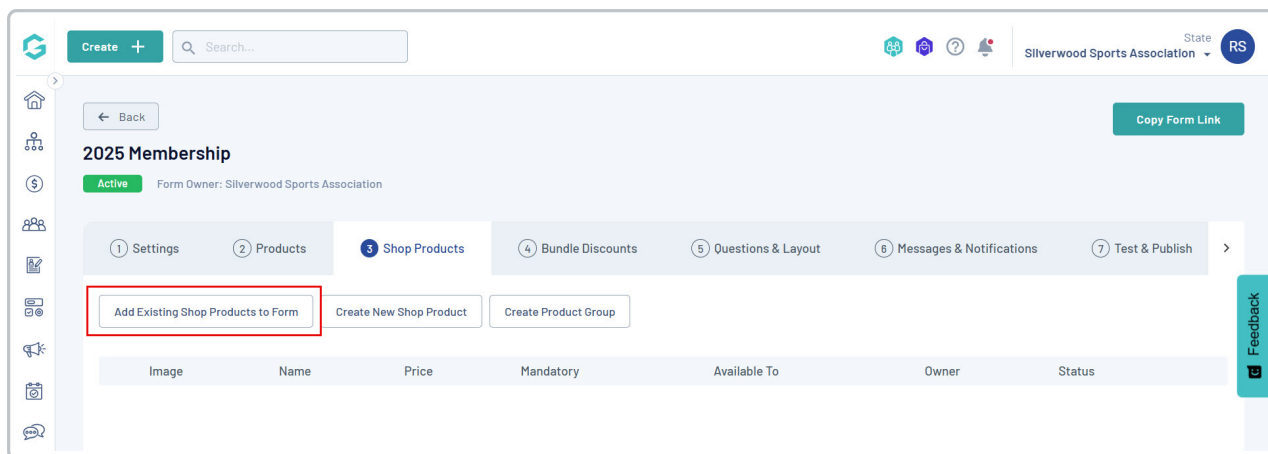 Create +
Search...
State
Silverwood Sports Association
RS
← Back
Copy Form Link
2025 Membership
Active
Form Owner: Silverwood Sports Association
1 Settings
2 Products
3 Shop Products
4 Bundle Discounts
5 Questions & Layout
6 Messages & Notifications
7 Test & Publish
Add Existing Shop Products to Form
Create New Shop Product
Create Product Group
Feedback
Image Name Price Mandatory Available To Owner Status